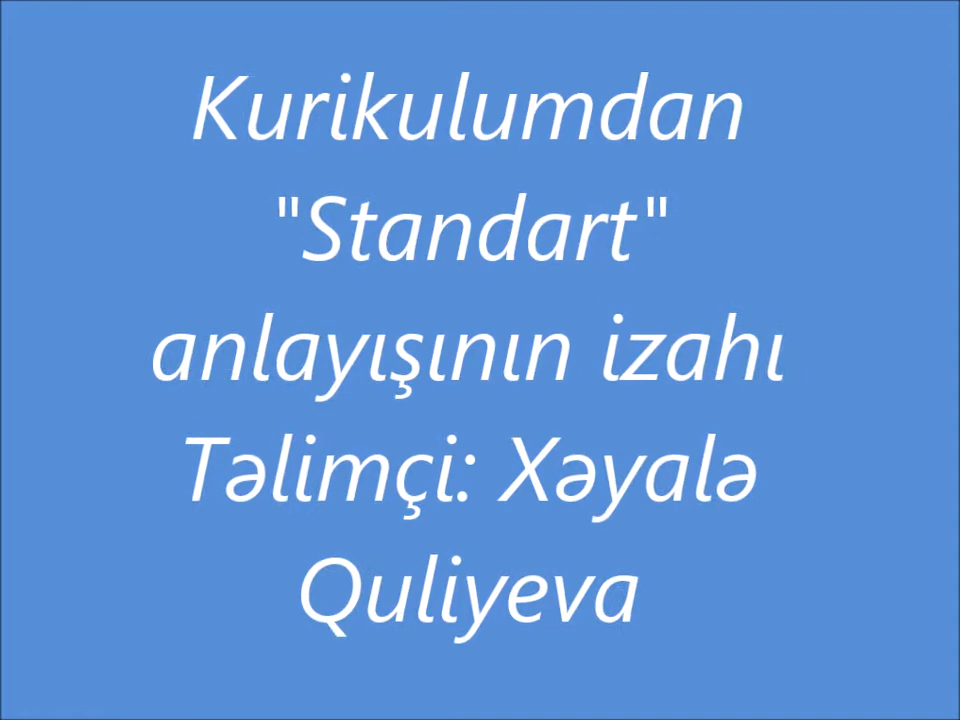 Kurikulumdan
"Standart"
anlayışının izahı
Təlimçi: Xəyalə
Quliyeva